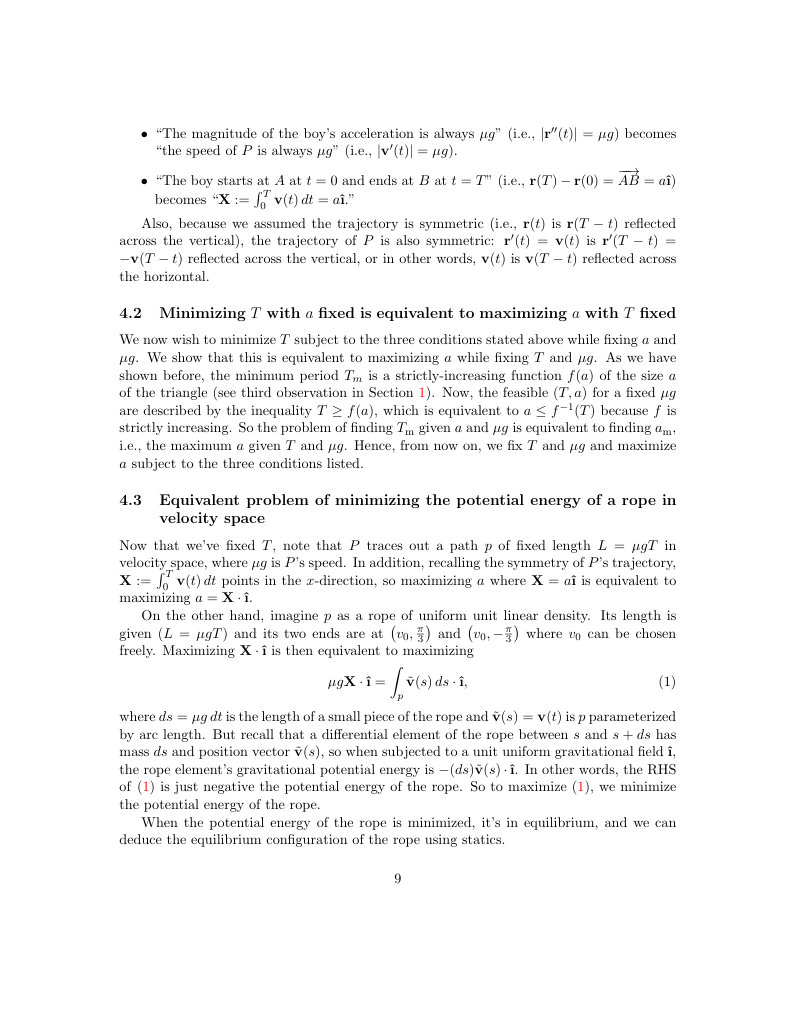 • “The magnitude of the boy’s acceleration is always μg” (i.e., |r′′(t)| = μg) becomes
“the speed of P is always μg” (i.e., |v′(t)| = μg).
• “The boy starts at A at t = 0 and ends at B at t = T” (i.e., r(T) − r(0) = \overrightarrow{AB} = aî)
becomes “X := ∫_0^T v(t) dt = aî.”
Also, because we assumed the trajectory is symmetric (i.e., r(t) is r(T − t) reflected
across the vertical), the trajectory of P is also symmetric: r′(t) = v(t) is r′(T − t) =
−v(T − t) reflected across the vertical, or in other words, v(t) is v(T − t) reflected across
the horizontal.
4.2 Minimizing T with a fixed is equivalent to maximizing a with T fixed
We now wish to minimize T subject to the three conditions stated above while fixing a and
μg. We show that this is equivalent to maximizing a while fixing T and μg. As we have
shown before, the minimum period T_m is a strictly-increasing function f(a) of the size a
of the triangle (see third observation in Section 1). Now, the feasible (T, a) for a fixed μg
are described by the inequality T ≥ f(a), which is equivalent to a ≤ f⁻¹(T) because f is
strictly increasing. So the problem of finding T_m given a and μg is equivalent to finding a_m,
i.e., the maximum a given T and μg. Hence, from now on, we fix T and μg and maximize
a subject to the three conditions listed.
4.3 Equivalent problem of minimizing the potential energy of a rope in
velocity space
Now that we’ve fixed T, note that P traces out a path p of fixed length L = μgT in
velocity space, where μg is P’s speed. In addition, recalling the symmetry of P’s trajectory,
X := ∫_0^T v(t) dt points in the x-direction, so maximizing a where X = aî is equivalent to
maximizing a = X · î.
On the other hand, imagine p as a rope of uniform unit linear density. Its length is
given (L = μgT) and its two ends are at (v₀, π/3) and (v₀, −π/3) where v₀ can be chosen
freely. Maximizing X · î is then equivalent to maximizing
μgX · î = ∫_p ṽ(s) ds · î, (1)
where ds = μg dt is the length of a small piece of the rope and ṽ(s) = v(t) is p parameterized
by arc length. But recall that a differential element of the rope between s and s + ds has
mass ds and position vector ṽ(s), so when subjected to a unit uniform gravitational field î,
the rope element’s gravitational potential energy is −(ds)ṽ(s) · î. In other words, the RHS
of (1) is just negative the potential energy of the rope. So to maximize (1), we minimize
the potential energy of the rope.
When the potential energy of the rope is minimized, it’s in equilibrium, and we can
deduce the equilibrium configuration of the rope using statics.
9